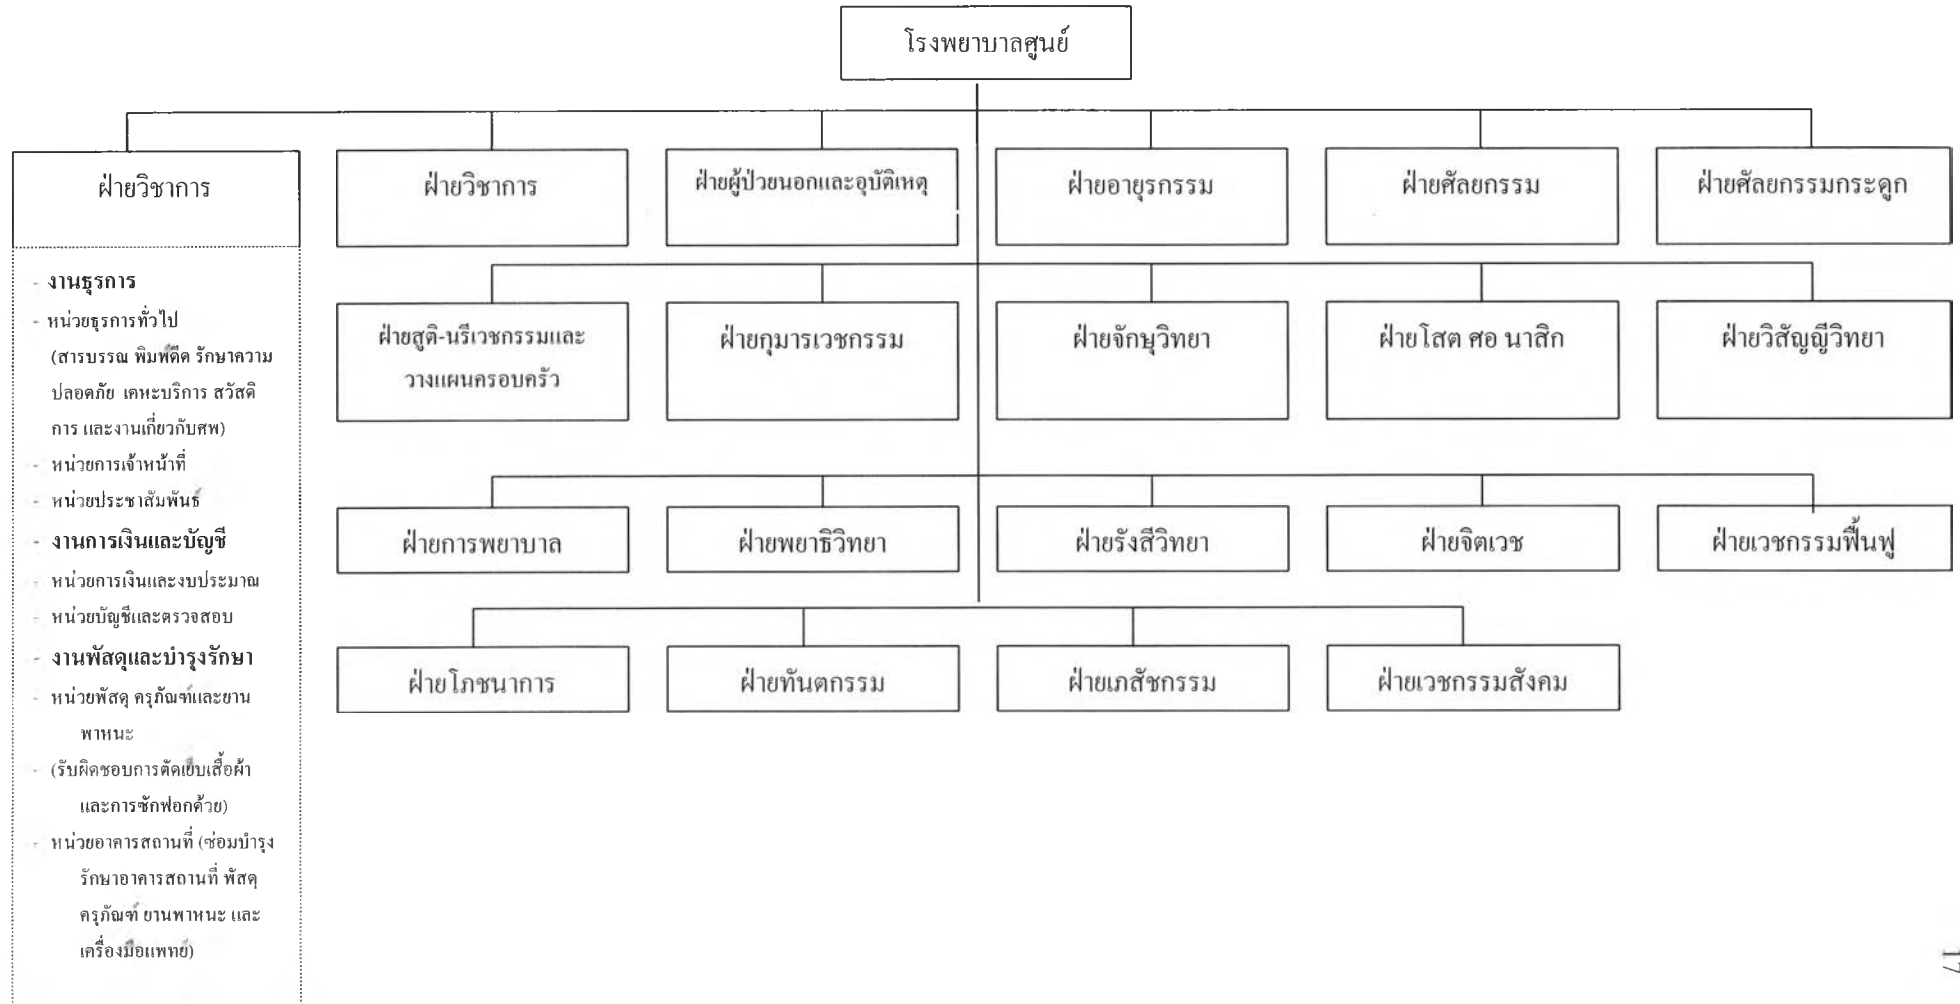 โรงพยาบาลศูนย์
ฝ่ายวิชาการ
ฝ่ายวิชาการ
ฝ่ายผู้ป่วยนอกและอุบัติเหตุ
ฝ่ายอายุรกรรม
ฝ่ายศัลยกรรม
ฝ่ายศัลยกรรมกระดูก
- งานธุรการ
- หน่วยธุรการทั่วไป
(สารบรรณ พิมพ์ดีด รักษาความ
ปลอดภัย เคหะบริการ สวัสดิ
การ และงานเกี่ยวกับศพ)
- หน่วยการเจ้าหน้าที่
- หน่วยประชาสัมพันธ์
- งานการเงินและบัญชี
- หน่วยการเงินและงบประมาณ
- หน่วยบัญชีและตรวจสอบ
- งานพัสดุและบำรุงรักษา
- หน่วยพัสดุ ครุภัณฑ์และยาน
พาหนะ
- (รับผิดชอบการตัดเย็บเสื้อผ้า
และการซักฟอกด้วย)
- หน่วยอาคารสถานที่ (ซ่อมบำรุง
รักษาอาคารสถานที่ พัสดุ
ครุภัณฑ์ ยานพาหนะ และ
เครื่องมือแพทย์)
ฝ่ายสูติ-นรีเวชกรรมและ
วางแผนครอบครัว
ฝ่ายกุมารเวชกรรม
ฝ่ายจักษุวิทยา
ฝ่ายโสต ศอ นาสิก
ฝ่ายวิสัญญีวิทยา
ฝ่ายการพยาบาล
ฝ่ายพยาธิวิทยา
ฝ่ายรังสีวิทยา
ฝ่ายจิตเวช
ฝ่ายเวชกรรมฟื้นฟู
ฝ่ายโภชนาการ
ฝ่ายทันตกรรม
ฝ่ายเภสัชกรรม
ฝ่ายเวชกรรมสังคม
17